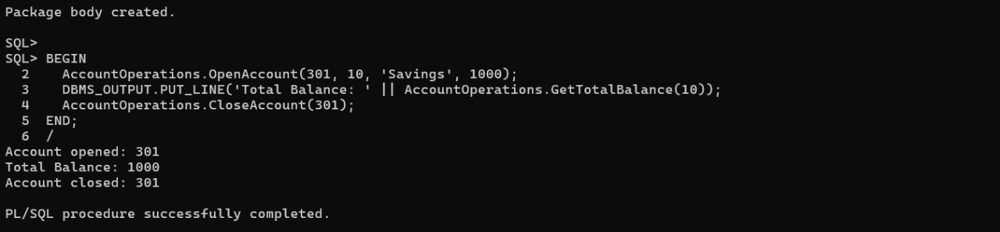 Package body created.
SQL>
SQL> BEGIN
  2    AccountOperations.OpenAccount(301, 10, 'Savings', 1000);
  3    DBMS_OUTPUT.PUT_LINE('Total Balance: ' || AccountOperations.GetTotalBalance(10));
  4    AccountOperations.CloseAccount(301);
  5  END;
  6  /
Account opened: 301
Total Balance: 1000
Account closed: 301
PL/SQL procedure successfully completed.